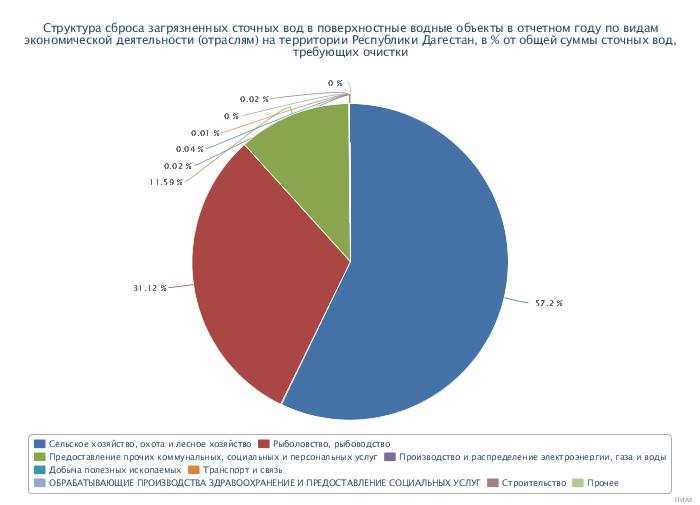 Структура сброса загрязненных сточных вод в поверхностные водные объекты в отчетном году по видам
экономической деятельности (отраслям) на территории Республики Дагестан, в % от общей суммы сточных вод,
требующих очистки
0 %
0.02 %
0 %
0.01 %
0.04 %
0.02 %
11.59 %
31.12 %
57.2 %
Сельское хозяйство, охота и лесное хозяйство Рыболовство, рыбоводство
Предоставление прочих коммунальных, социальных и персональных услуг Производство и распределение электроэнергии, газа и воды
Добыча полезных ископаемых Транспорт и связь
ОБРАБАТЫВАЮЩИЕ ПРОИЗВОДСТВА ЗДРАВООХРАНЕНИЕ И ПРЕДОСТАВЛЕНИЕ СОЦИАЛЬНЫХ УСЛУГ Строительство Прочее